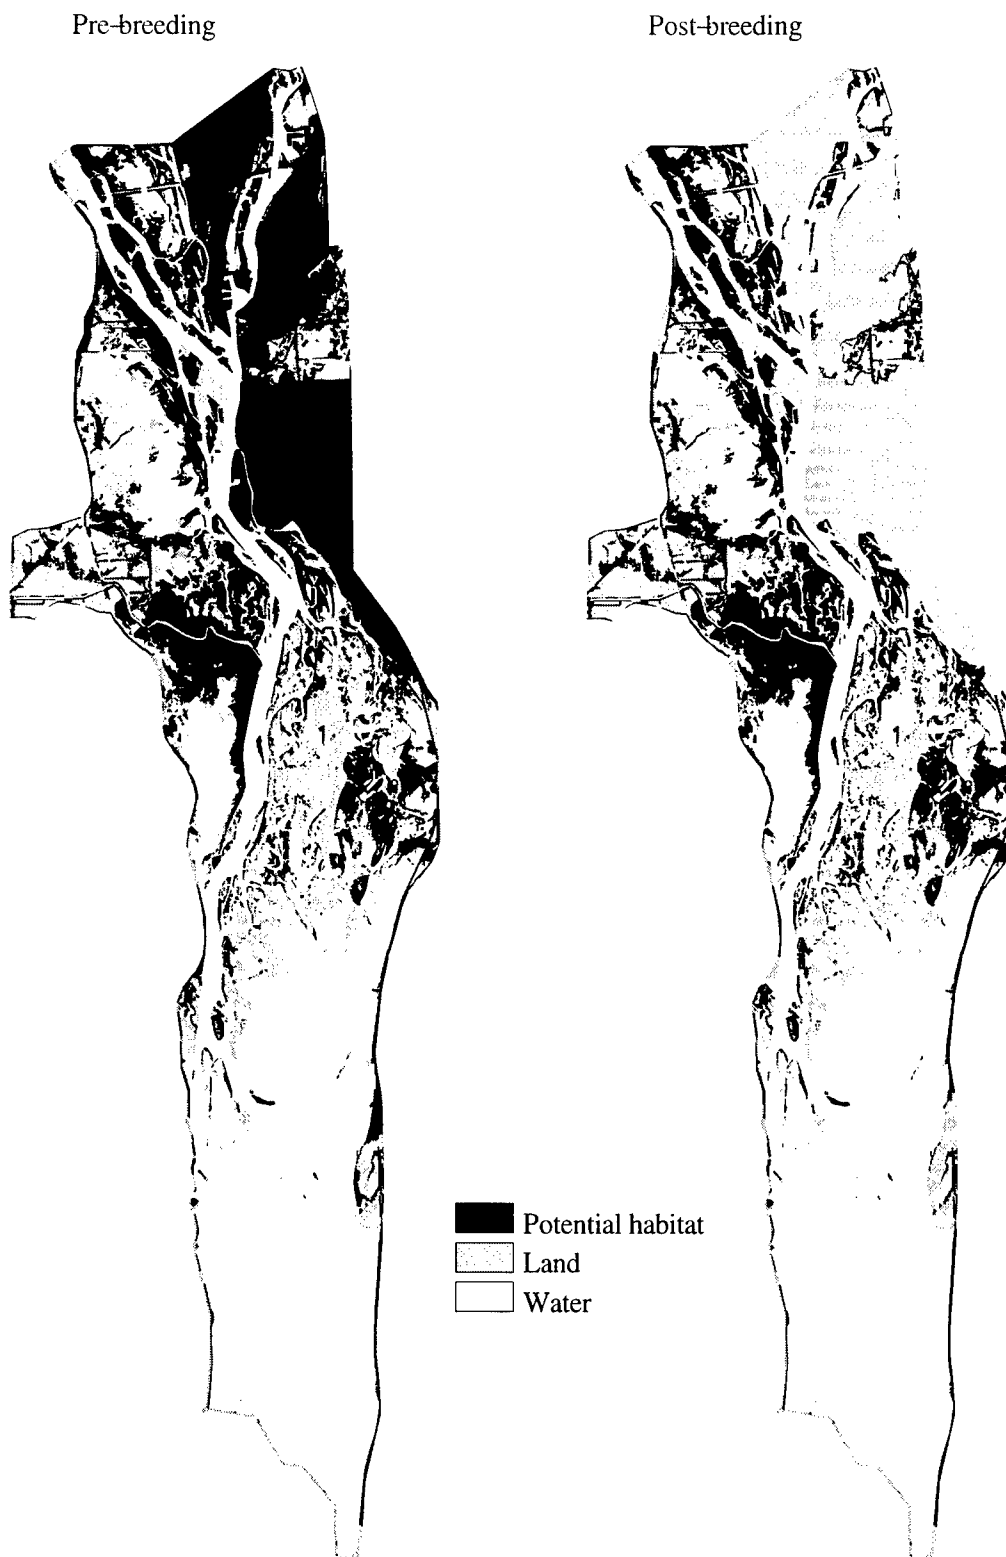 Pre-breeding
Post-breeding
Potential habitat
Land
Water